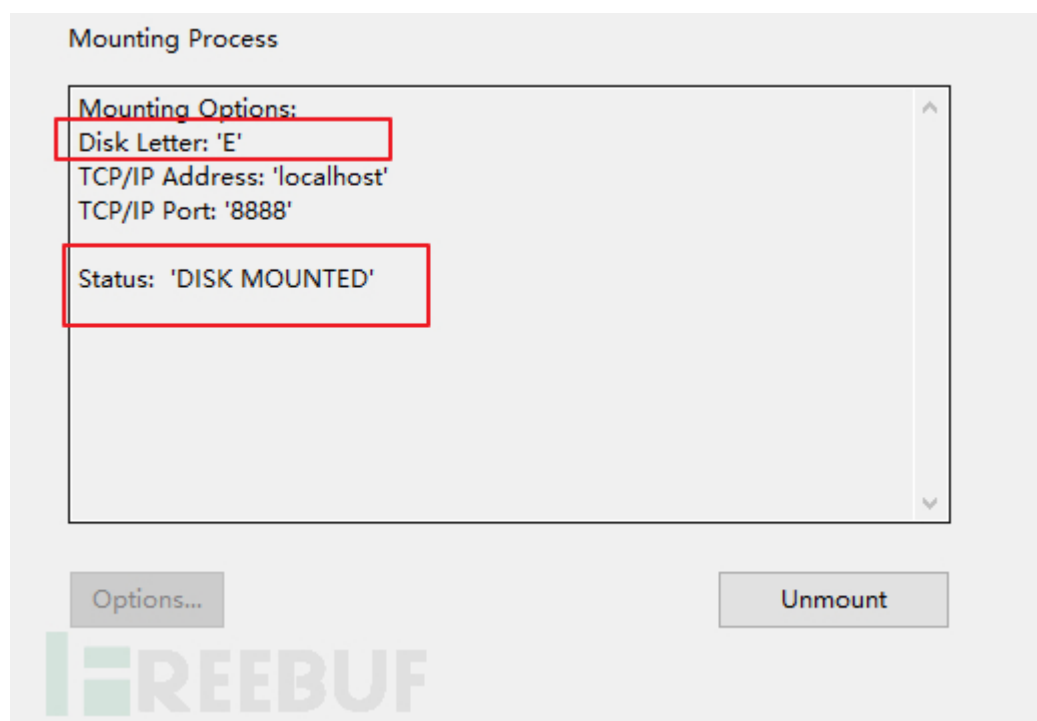 Mounting Process
Mounting Options:
Disk Letter: 'E'
TCP/IP Address: 'localhost'
TCP/IP Port: '8888'
Status:  'DISK MOUNTED'
Options...
Unmount
FREEBUF